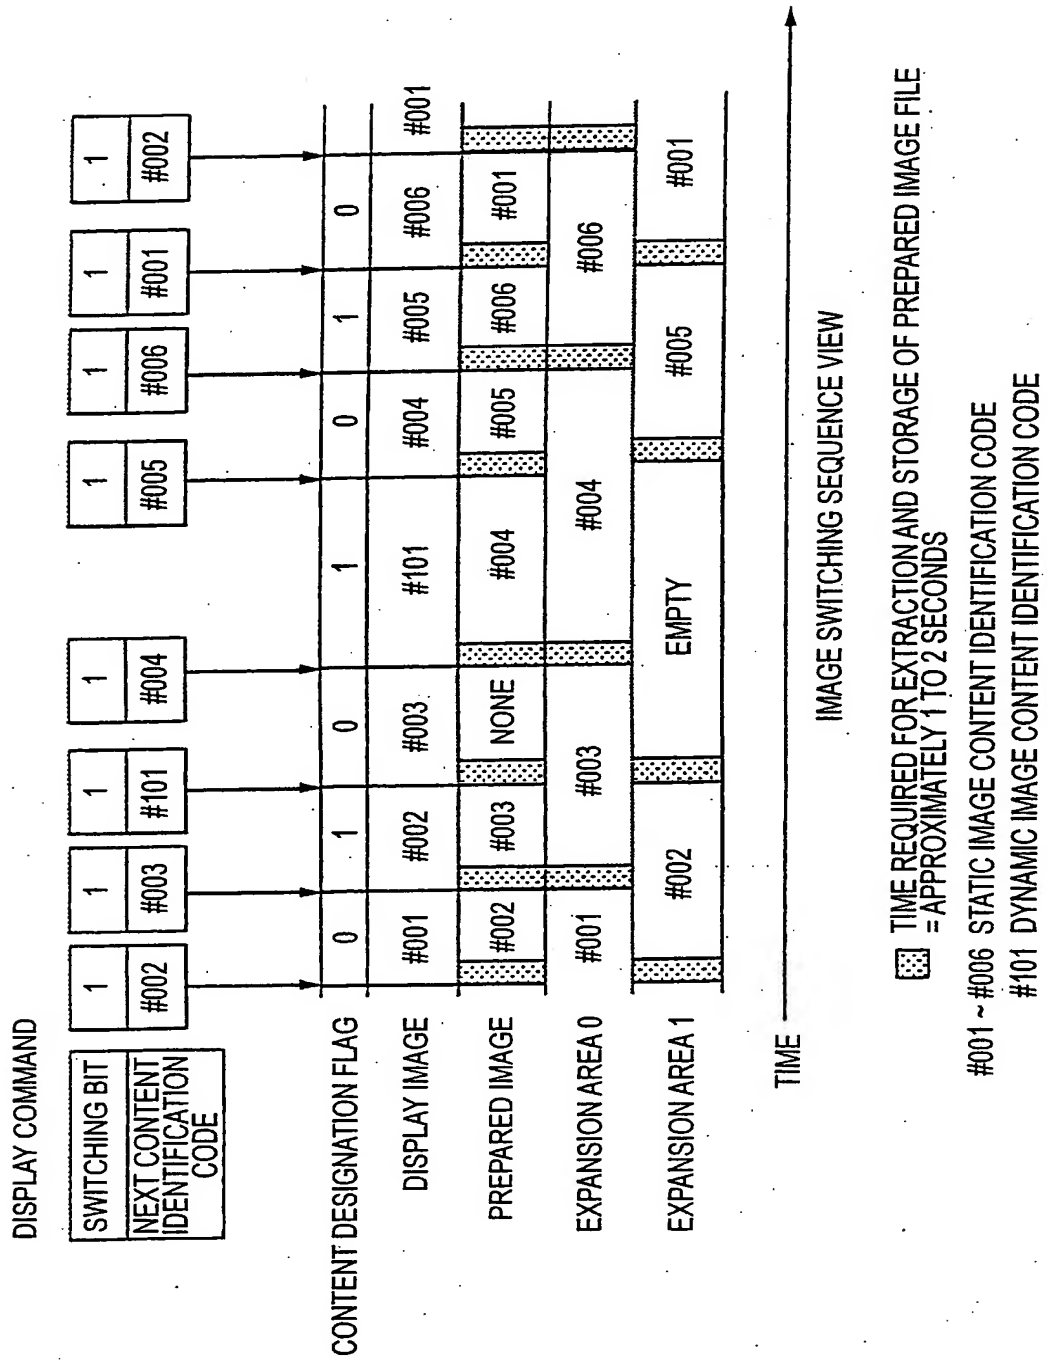 DISPLAY COMMAND
SWITCHING BIT
NEXT CONTENT
IDENTIFICATION
CODE
1 1 1 1 1 1 1 1
#002 #003 #101 #004 #005 #006 #001 #002
CONTENT DESIGNATION FLAG 0 1 0 1 0 1 0
DISPLAY IMAGE #001 #002 #003 #101 #004 #005 #006 #001
PREPARED IMAGE #002 #003 NONE #004 #005 #006 #001
EXPANSION AREA 0 #001 #003 #004 #006
EXPANSION AREA 1 #002 EMPTY #005 #001
TIME
IMAGE SWITCHING SEQUENCE VIEW
TIME REQUIRED FOR EXTRACTION AND STORAGE OF PREPARED IMAGE FILE
= APPROXIMATELY 1 TO 2 SECONDS
#001 ~ #006 STATIC IMAGE CONTENT IDENTIFICATION CODE
#101 DYNAMIC IMAGE CONTENT IDENTIFICATION CODE